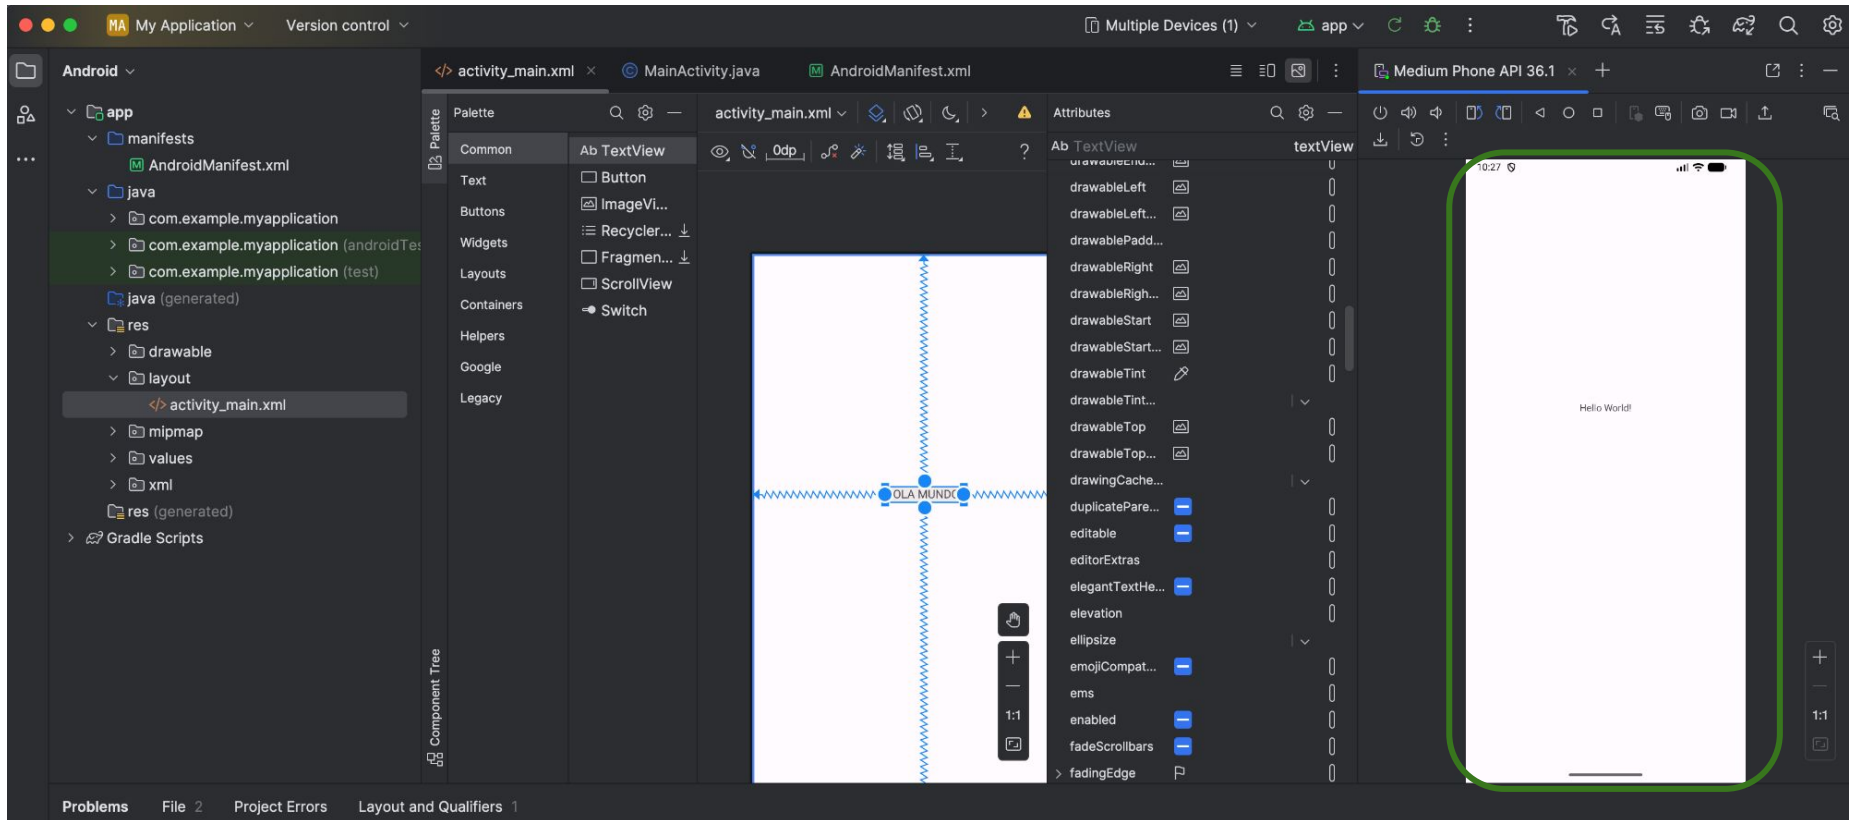 MA My Application
Version control
Multiple Devices (1)
app
Android
activity_main.xml
MainActivity.java
AndroidManifest.xml
Medium Phone API 36.1
app
manifests
AndroidManifest.xml
java
com.example.myapplication
com.example.myapplication (androidTes
com.example.myapplication (test)
java (generated)
res
drawable
layout
activity_main.xml
mipmap
values
xml
res (generated)
Gradle Scripts
Palette
Component Tree
Palette
Common
Text
Buttons
Widgets
Layouts
Containers
Helpers
Google
Legacy
Ab TextView
Button
ImageVi...
Recycler...
Fragmen...
ScrollView
Switch
activity_main.xml
0dp
?
OLA MUNDO
1:1
Attributes
Ab TextView textView
drawableEnd...
drawableLeft
drawableLeft...
drawablePadd...
drawableRight
drawableRigh...
drawableStart
drawableStart...
drawableTint
drawableTint...
drawableTop
drawableTop...
drawingCache...
duplicatePare...
editable
editorExtras
elegantTextHe...
elevation
ellipsize
emojiCompat...
ems
enabled
fadeScrollbars
fadingEdge
10:27
Hello World!
1:1
Problems
File 2
Project Errors
Layout and Qualifiers 1